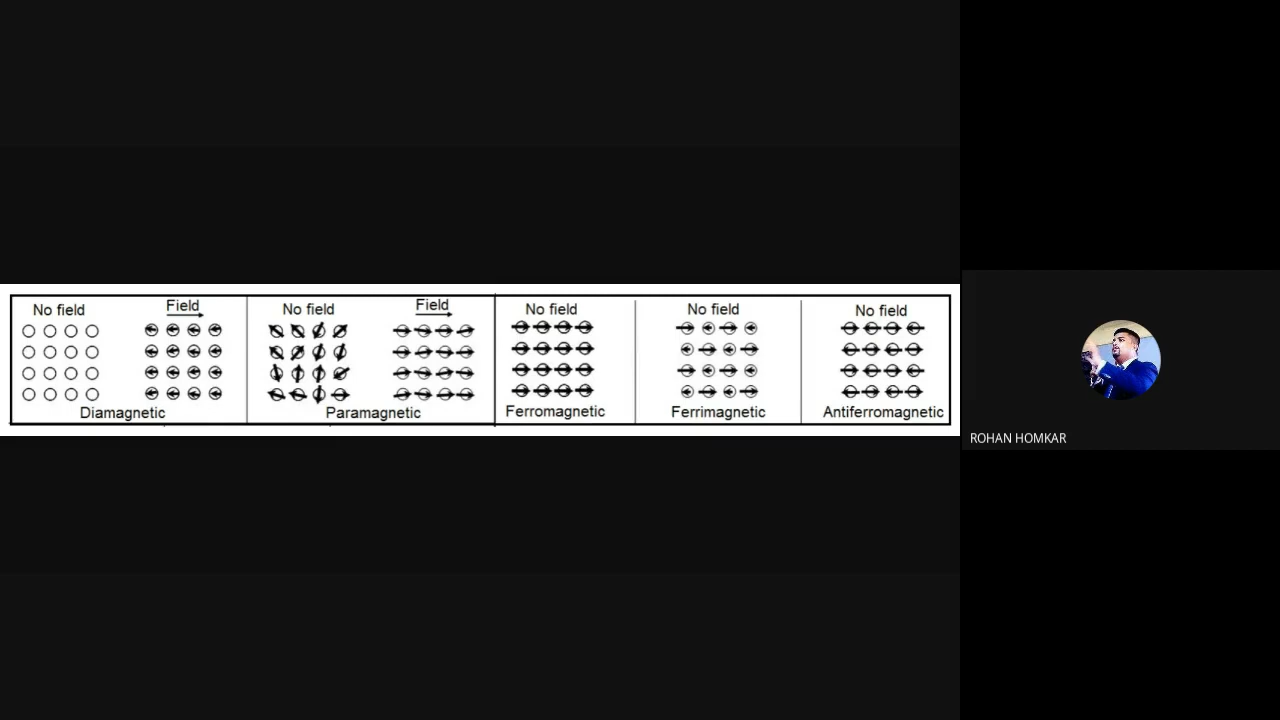 No field
Field
No field
Field
No field
No field
No field
Diamagnetic
Paramagnetic
Ferromagnetic
Ferrimagnetic
Antiferromagnetic
ROHAN HOMKAR